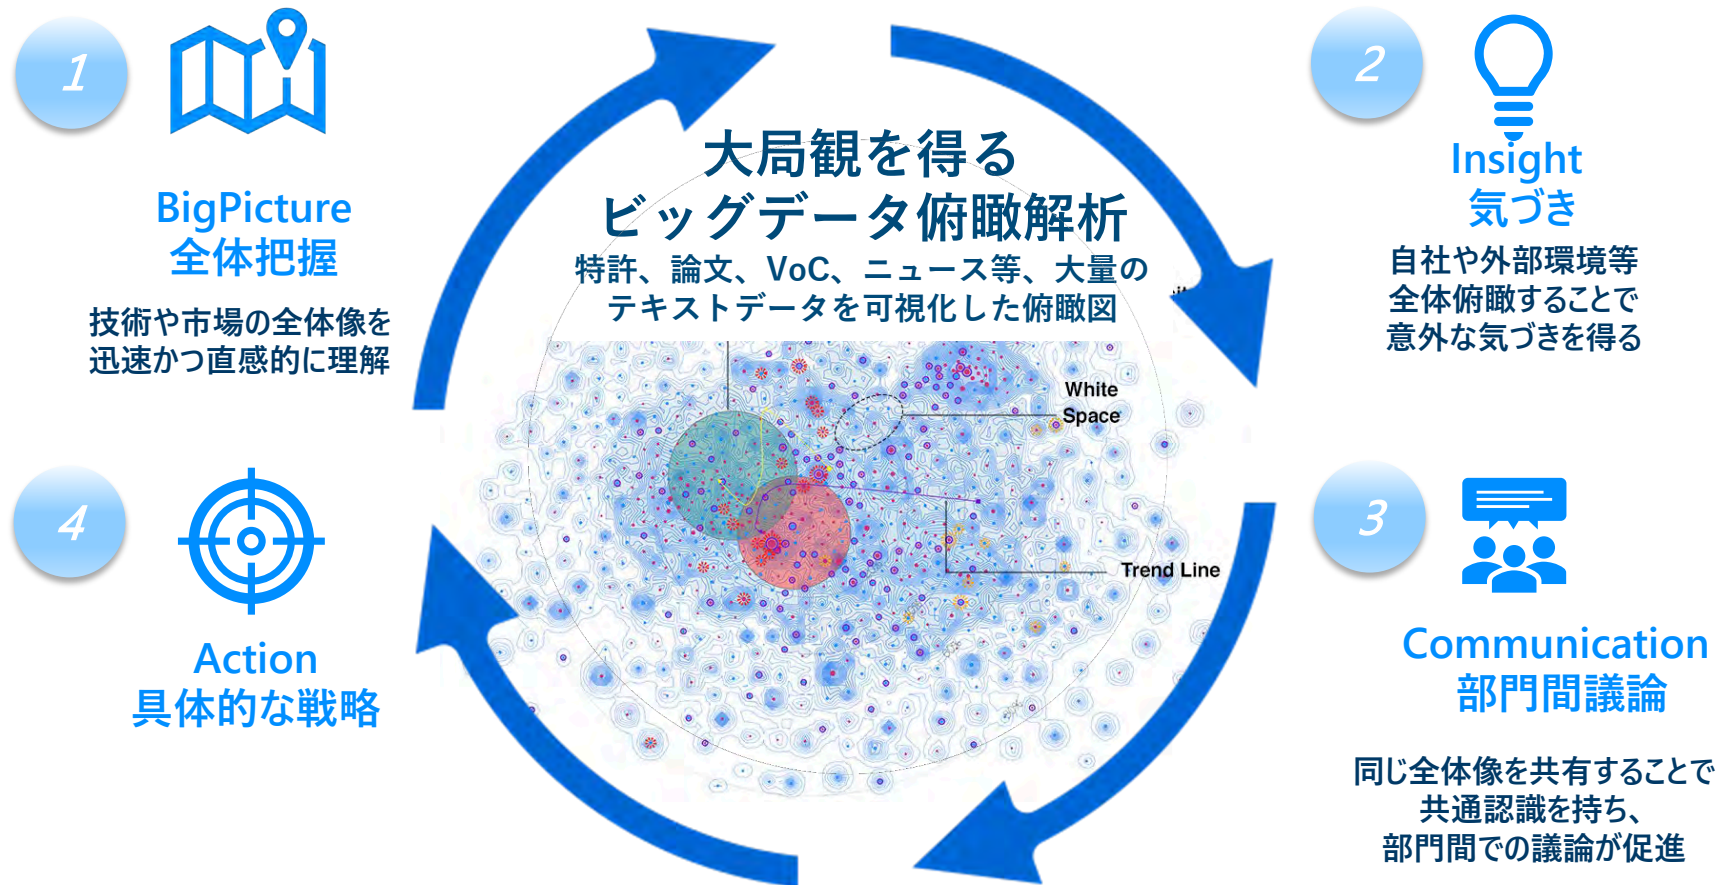 1
BigPicture
全体把握
技術や市場の全体像を
迅速かつ直感的に理解
大局観を得る
ビッグデータ俯瞰解析
特許、論文、VoC、ニュース等、大量の
テキストデータを可視化した俯瞰図
White
Space
Trend Line
2
Insight
気づき
自社や外部環境等
全体俯瞰することで
意外な気づきを得る
3
Communication
部門間議論
同じ全体像を共有することで
共通認識を持ち、
部門間での議論が促進
4
Action
具体的な戦略